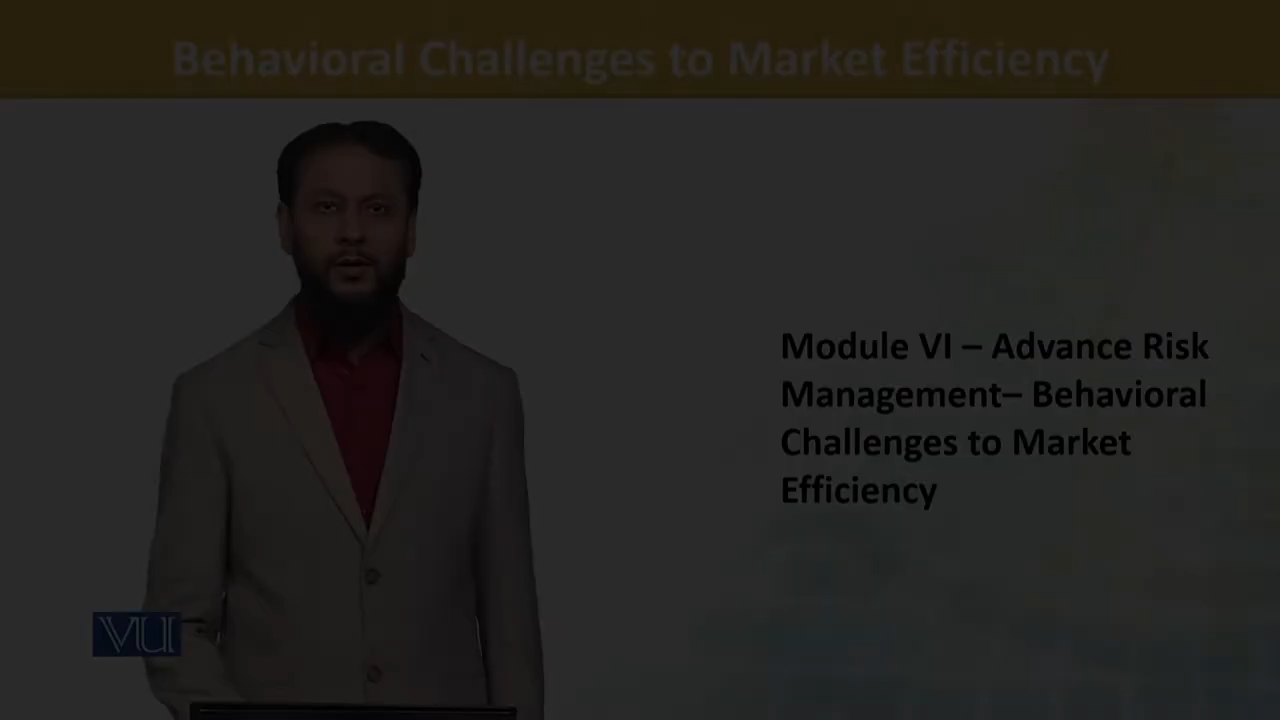 Behavioral Challenges to Market Efficiency
Module VI – Advance Risk
Management– Behavioral
Challenges to Market
Efficiency
VU